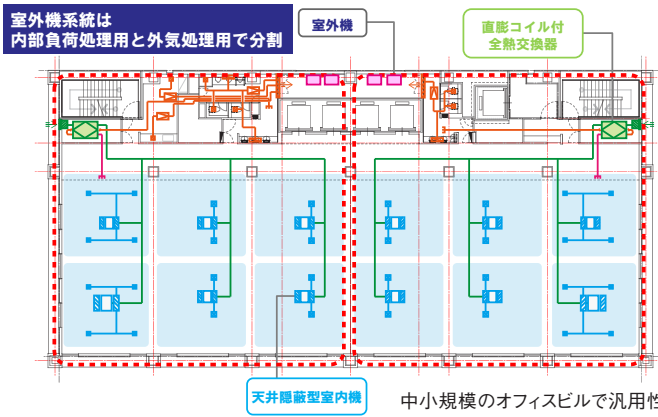 室外機系統は
内部負荷処理用と外気処理用で分割
室外機
直膨コイル付
全熱交換器
天井隠蔽型室内機
中小規模のオフィスビルで汎用性